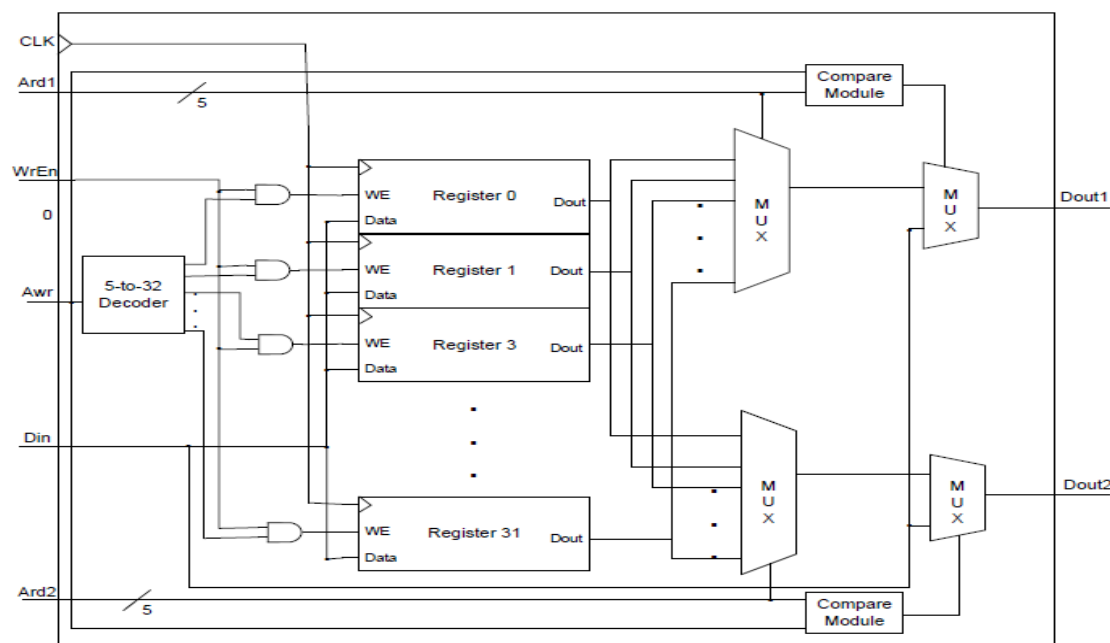 CLK
Ard1
5
WrEn
0
Awr
5-to-32
Decoder
Din
Ard2
5
WE
Data
Register 0
Dout
WE
Data
Register 1
Dout
WE
Data
Register 3
Dout
WE
Data
Register 31
Dout
M
U
X
M
U
X
Compare
Module
M
U
X
Dout1
M
U
X
Dout2
Compare
Module